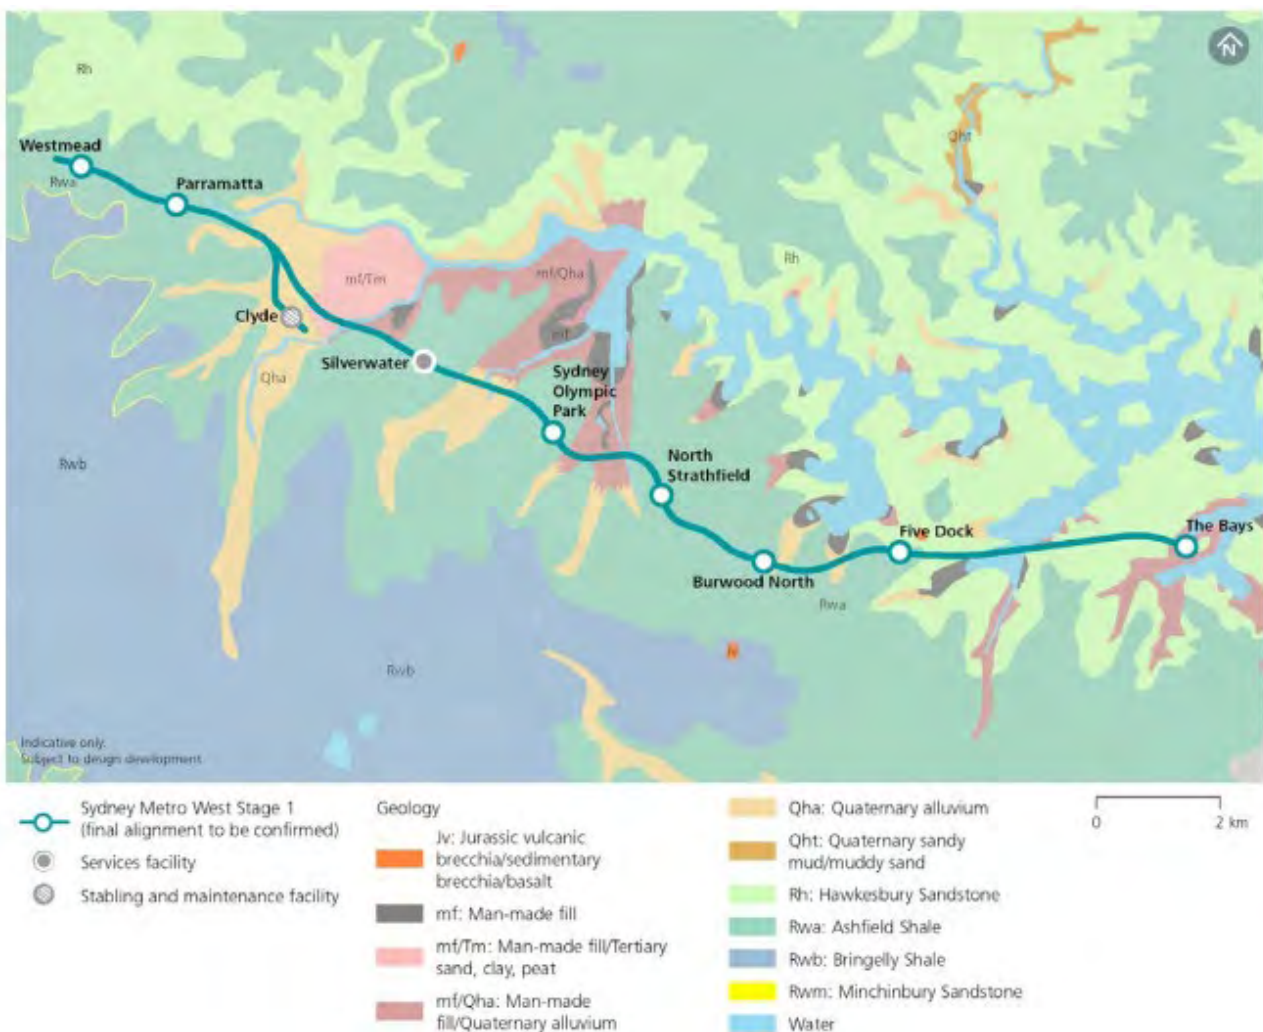 N
Rh
Qht
Westmead
Rwa
Parramatta
Rh
mf/Tm
mf/Qha
Clyde
mf
Silverwater
Qha
Sydney
Olympic
Park
Rwb
North
Strathfield
Five Dock
The Bays
Burwood North
Rwa
Jv
Rwb
Indicative only.
Subject to design development.
Sydney Metro West Stage 1
(final alignment to be confirmed)
Services facility
Stabling and maintenance facility
Geology
Jv: Jurassic vulcanic
brecchia/sedimentary
brecchia/basalt
mf: Man-made fill
mf/Tm: Man-made fill/Tertiary
sand, clay, peat
mf/Qha: Man-made
fill/Quaternary alluvium
Qha: Quaternary alluvium
Qht: Quaternary sandy
mud/muddy sand
Rh: Hawkesbury Sandstone
Rwa: Ashfield Shale
Rwb: Bringelly Shale
Rwm: Minchinbury Sandstone
Water
0 2 km